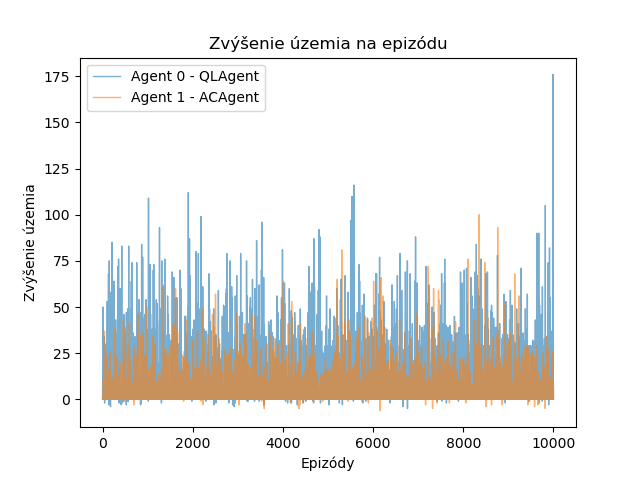 Zvýšenie územia na epizódu
Agent 0 - QLAgent
Agent 1 - ACAgent
Zvýšenie územia
175
150
125
100
75
50
25
0
0 2000 4000 6000 8000 10000
Epizódy